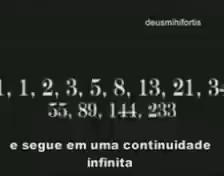 deusmihifortis
1, 1, 2, 3, 5, 8, 13, 21, 3
55, 89, 144, 233
e segue em uma continuidade
infinita